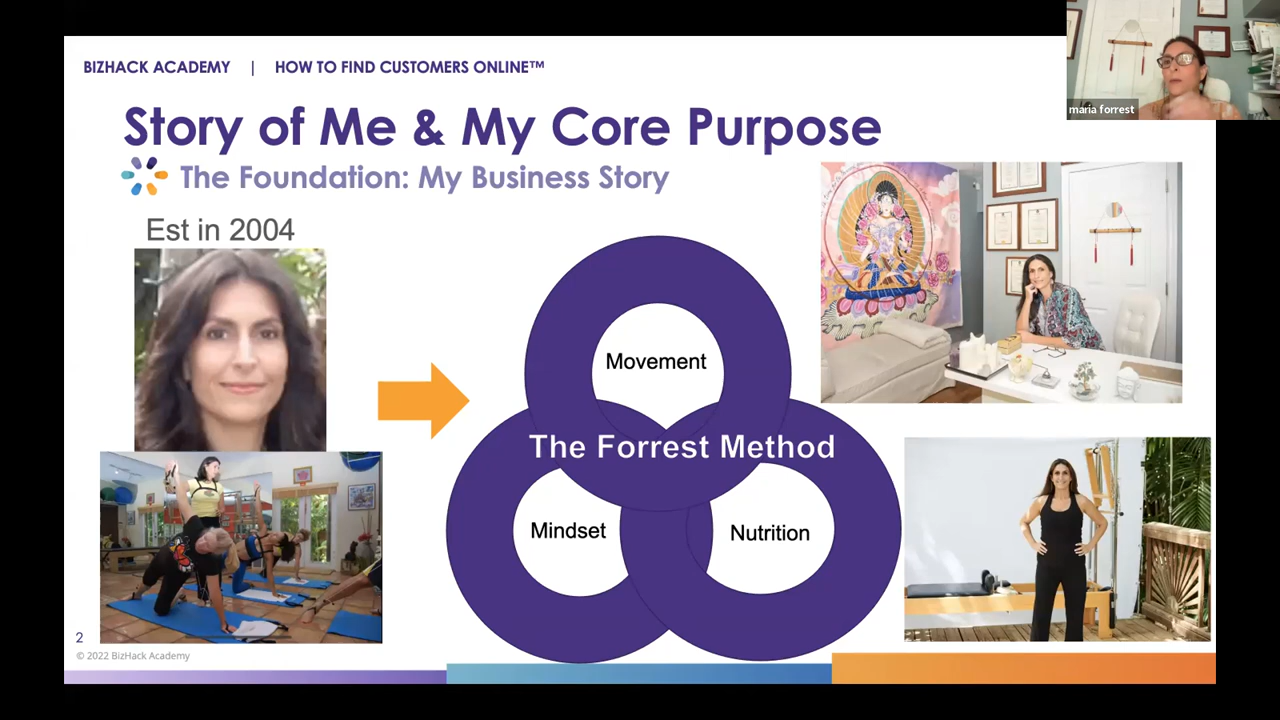 BIZHACK ACADEMY | HOW TO FIND CUSTOMERS ONLINE™
maria forrest
Story of Me & My Core Purpose
The Foundation: My Business Story
Est in 2004
Movement
The Forrest Method
Mindset
Nutrition
2
© 2022 BizHack Academy